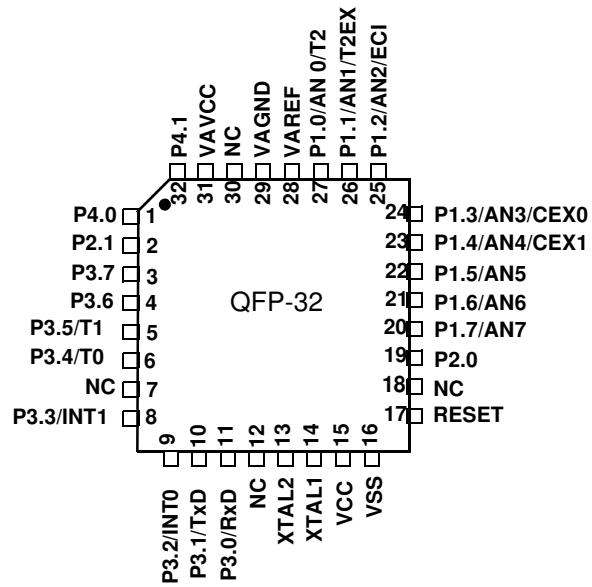 P4.1
VAVCC
NC
VAGND
VAREF
P1.0/AN 0/T2
P1.1/AN1/T2EX
P1.2/AN2/ECI
32
31
30
29
28
27
26
25
P4.0 1
P2.1 2
P3.7 3
P3.6 4
P3.5/T1 5
P3.4/T0 6
NC 7
P3.3/INT1 8
QFP-32
24 P1.3/AN3/CEX0
23 P1.4/AN4/CEX1
22 P1.5/AN5
21 P1.6/AN6
20 P1.7/AN7
19 P2.0
18 NC
17 RESET
9
10
11
12
13
14
15
16
P3.2/INT0
P3.1/TxD
P3.0/RxD
NC
XTAL2
XTAL1
VCC
VSS